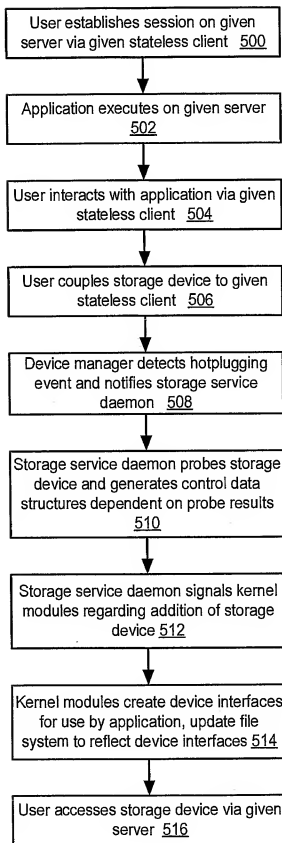 User establishes session on given
server via given stateless client 500
Application executes on given server
502
User interacts with application via given
stateless client 504
User couples storage device to given
stateless client 506
Device manager detects hotplugging
event and notifies storage service
daemon 508
Storage service daemon probes storage
device and generates control data
structures dependent on probe results
510
Storage service daemon signals kernel
modules regarding addition of storage
device 512
Kernel modules create device interfaces
for use by application, update file
system to reflect device interfaces 514
User accesses storage device via given
server 516